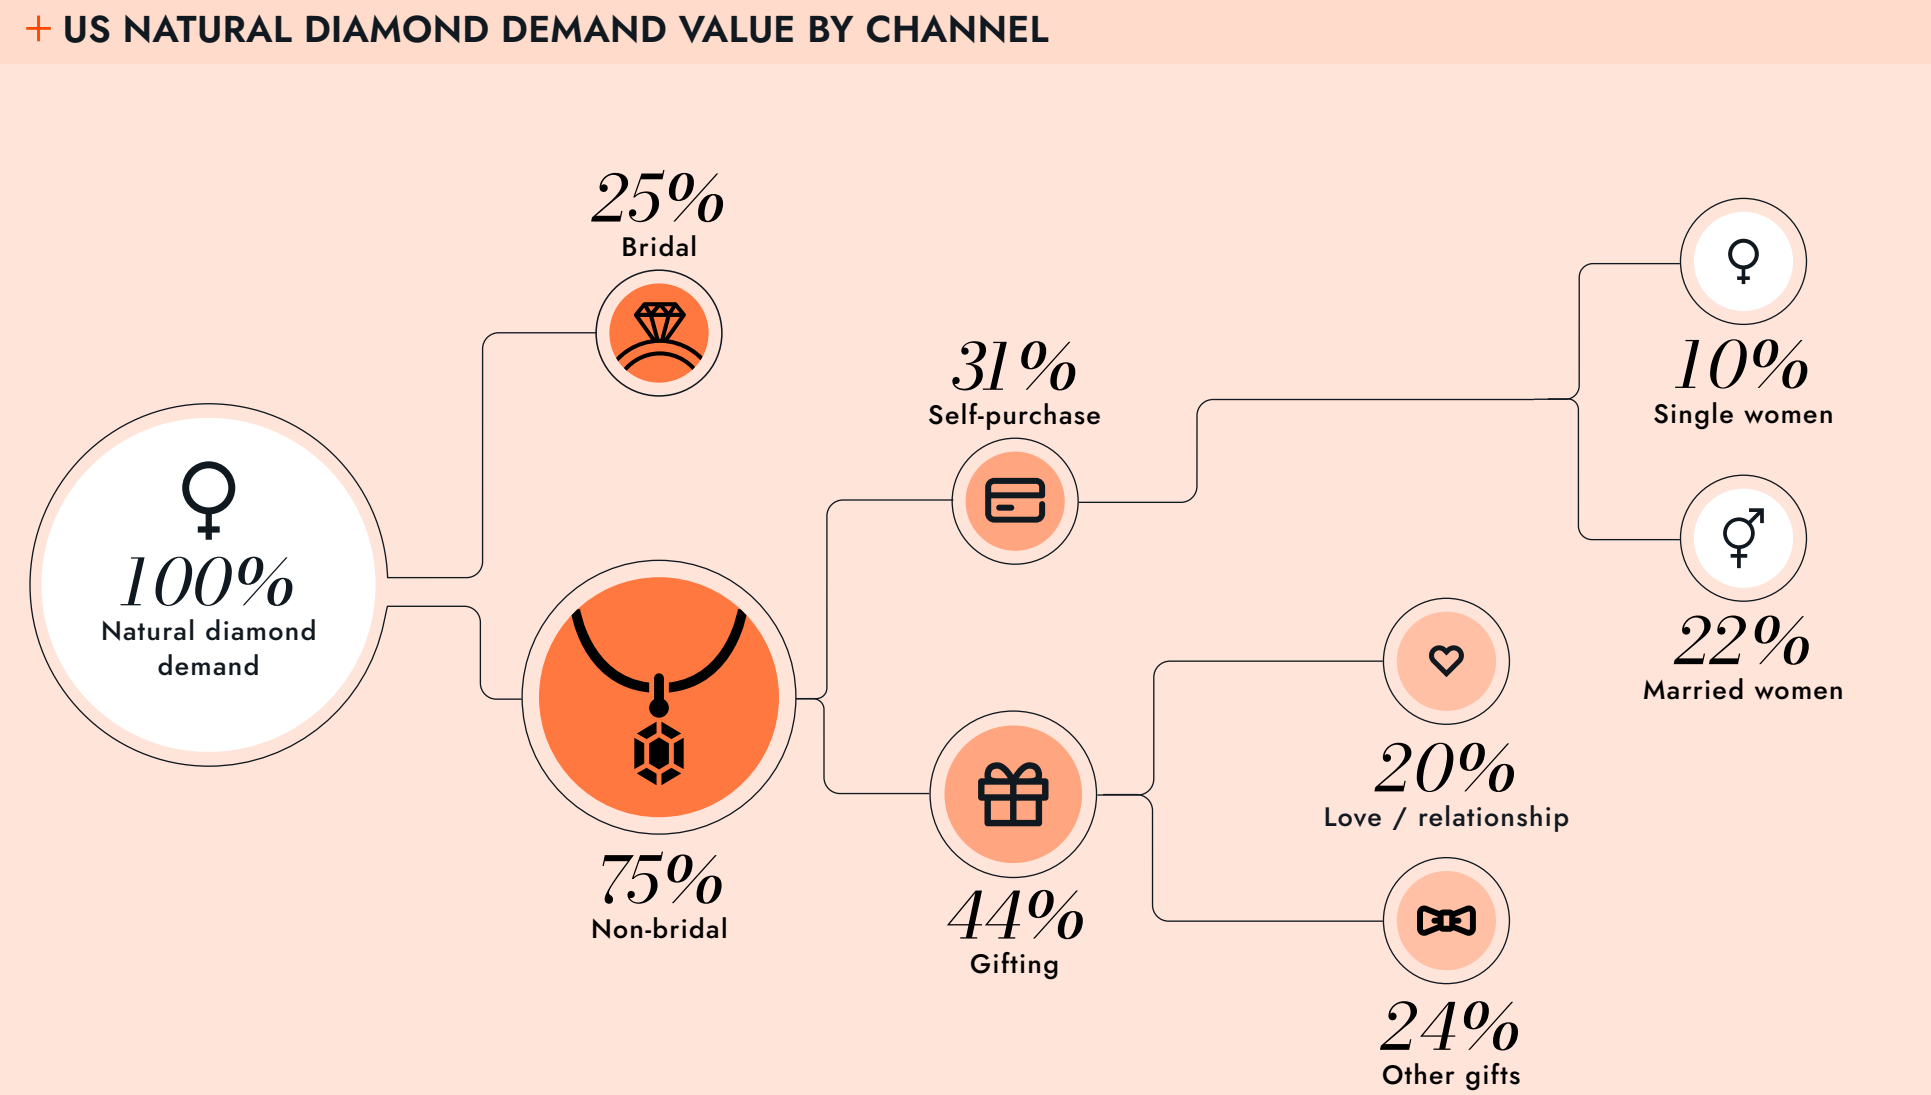 + US NATURAL DIAMOND DEMAND VALUE BY CHANNEL
25%
Bridal
100%
Natural diamond
demand
75%
Non-bridal
31%
Self-purchase
44%
Gifting
10%
Single women
22%
Married women
20%
Love / relationship
24%
Other gifts